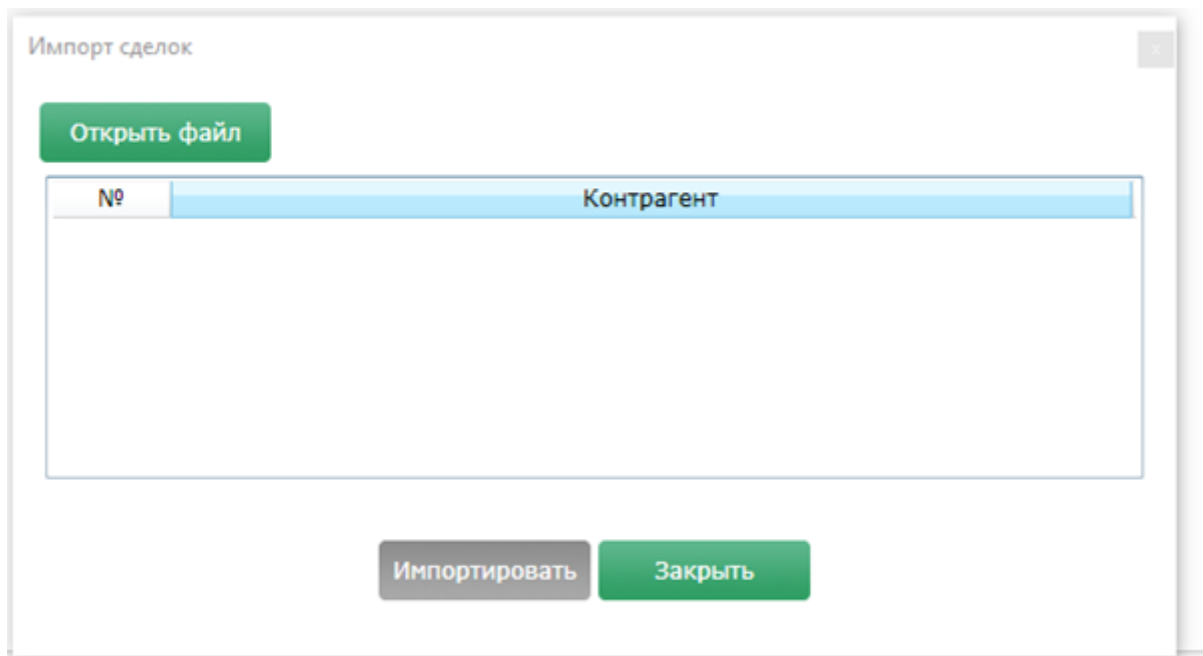 Импорт сделок
x
Открыть файл
№ Контрагент
Импортировать Закрыть